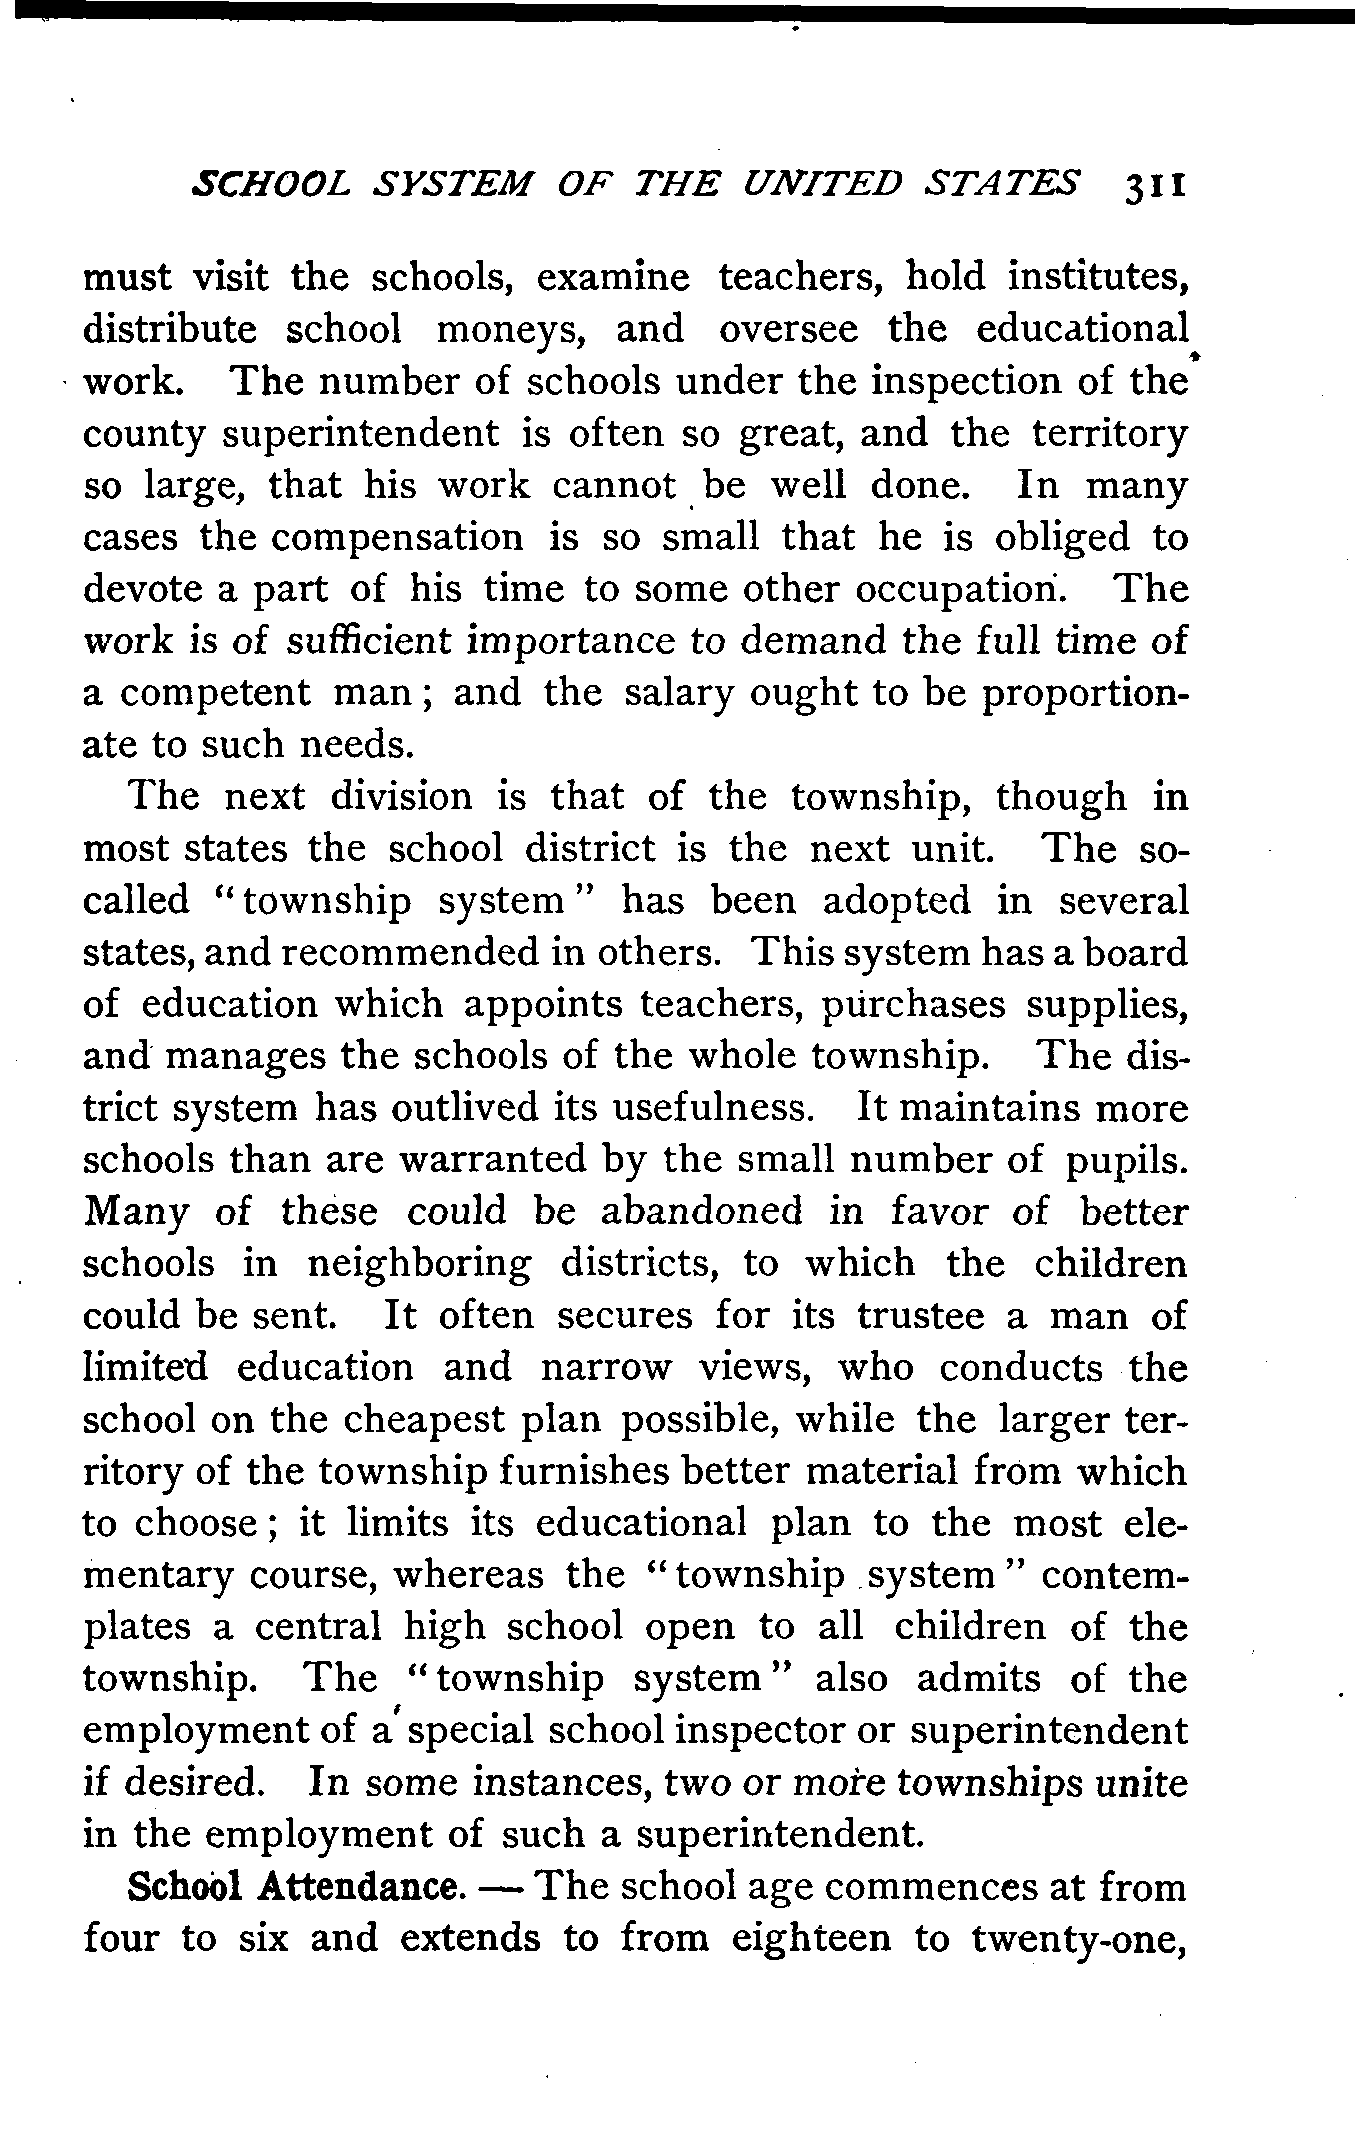 SCHOOL SYSTEM OF THE UNITED STATES 311
must visit the schools, examine teachers, hold institutes,
distribute school moneys, and oversee the educational
work. The number of schools under the inspection of the
county superintendent is often so great, and the territory
so large, that his work cannot be well done. In many
cases the compensation is so small that he is obliged to
devote a part of his time to some other occupation. The
work is of sufficient importance to demand the full time of
a competent man ; and the salary ought to be proportion-
ate to such needs.
The next division is that of the township, though in
most states the school district is the next unit. The so-
called “ township system ” has been adopted in several
states, and recommended in others. This system has a board
of education which appoints teachers, purchases supplies,
and manages the schools of the whole township. The dis-
trict system has outlived its usefulness. It maintains more
schools than are warranted by the small number of pupils.
Many of these could be abandoned in favor of better
schools in neighboring districts, to which the children
could be sent. It often secures for its trustee a man of
limited education and narrow views, who conducts the
school on the cheapest plan possible, while the larger ter-
ritory of the township furnishes better material from which
to choose ; it limits its educational plan to the most ele-
mentary course, whereas the “ township system ” contem-
plates a central high school open to all children of the
township. The “ township system ” also admits of the
employment of a special school inspector or superintendent
if desired. In some instances, two or more townships unite
in the employment of such a superintendent.
School Attendance. — The school age commences at from
four to six and extends to from eighteen to twenty-one,